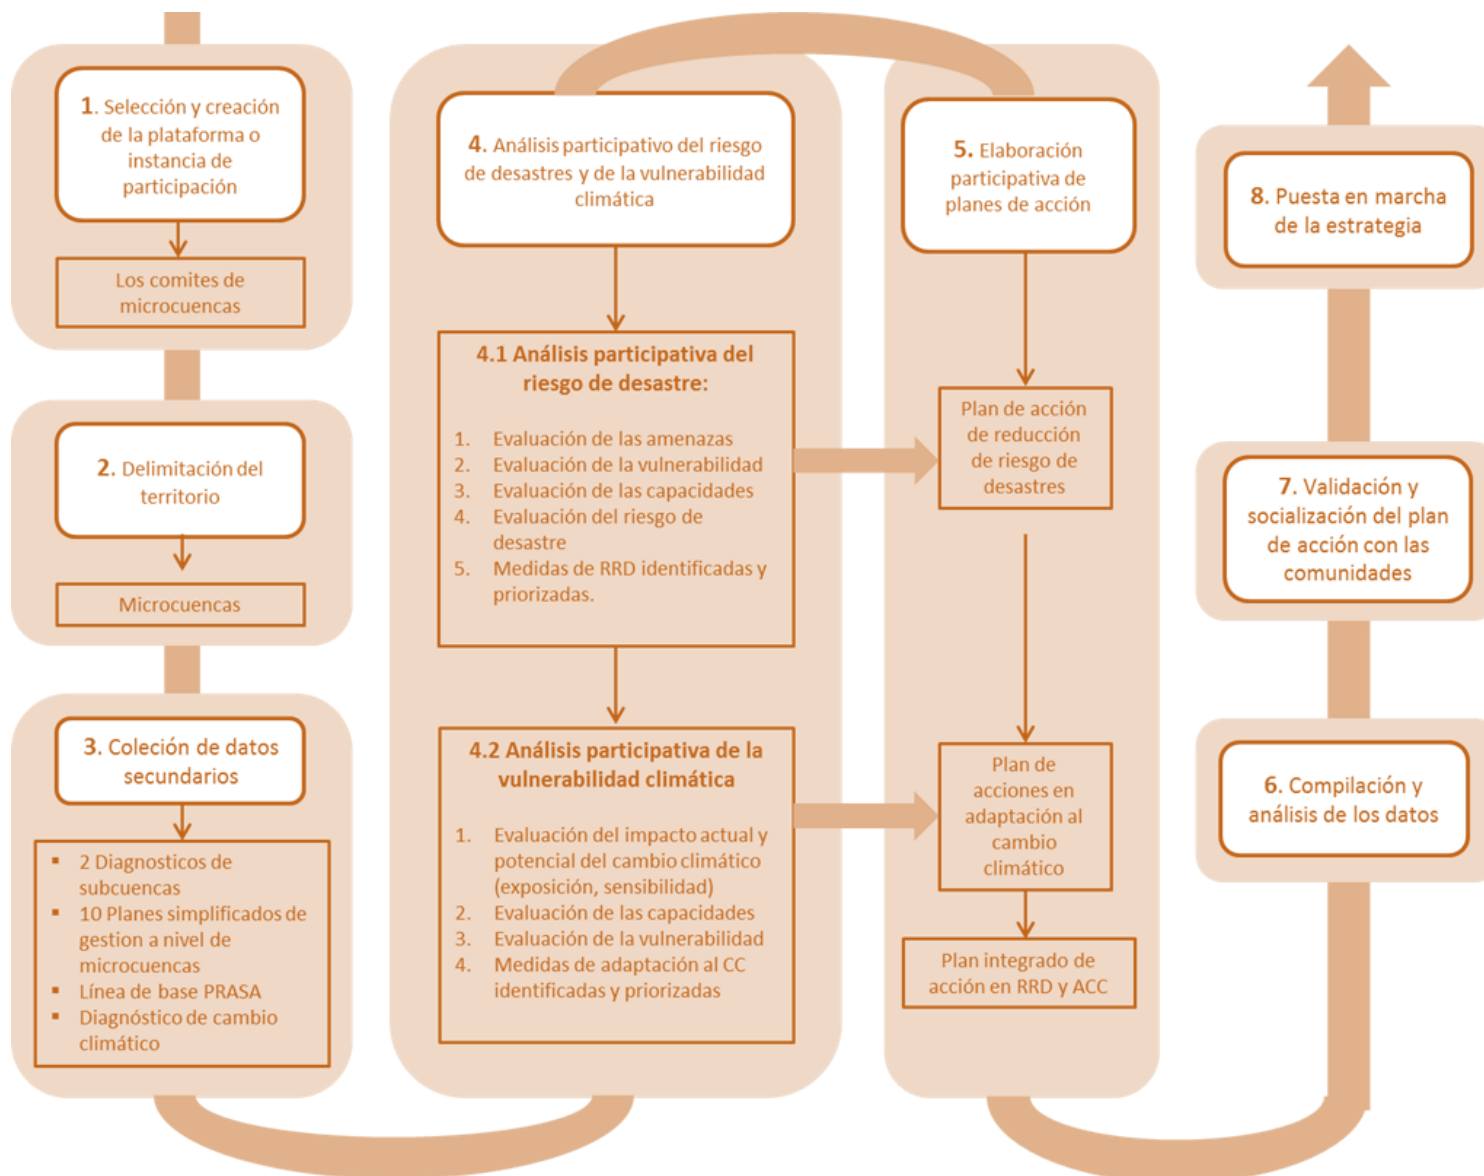 1. Selección y creación
de la plataforma o
instancia de
participación
Los comites de
microcuencas
2. Delimitación del
territorio
Microcuencas
3. Coleción de datos
secundarios
▪ 2 Diagnosticos de
subcuencas
▪ 10 Planes simplificados de
gestion a nivel de
microcuencas
▪ Línea de base PRASA
▪ Diagnóstico de cambio
climático
4. Análisis participativo del riesgo
de desastres y de la vulnerabilidad
climática
4.1 Análisis participativa del
riesgo de desastre:
1. Evaluación de las amenazas
2. Evaluación de la vulnerabilidad
3. Evaluación de las capacidades
4. Evaluación del riesgo de
desastre
5. Medidas de RRD identificadas y
priorizadas.
4.2 Análisis participativa de la
vulnerabilidad climática
1. Evaluación del impacto actual y
potencial del cambio climático
(exposición, sensibilidad)
2. Evaluación de las capacidades
3. Evaluación de la vulnerabilidad
4. Medidas de adaptación al CC
identificadas y priorizadas
5. Elaboración
participativa de
planes de acción
Plan de acción
de reducción
de riesgo de
desastres
Plan de
acciones en
adaptación al
cambio
climático
Plan integrado de
acción en RRD y ACC
6. Compilación y
análisis de los datos
7. Validación y
socialización del plan
de acción con las
comunidades
8. Puesta en marcha
de la estrategia